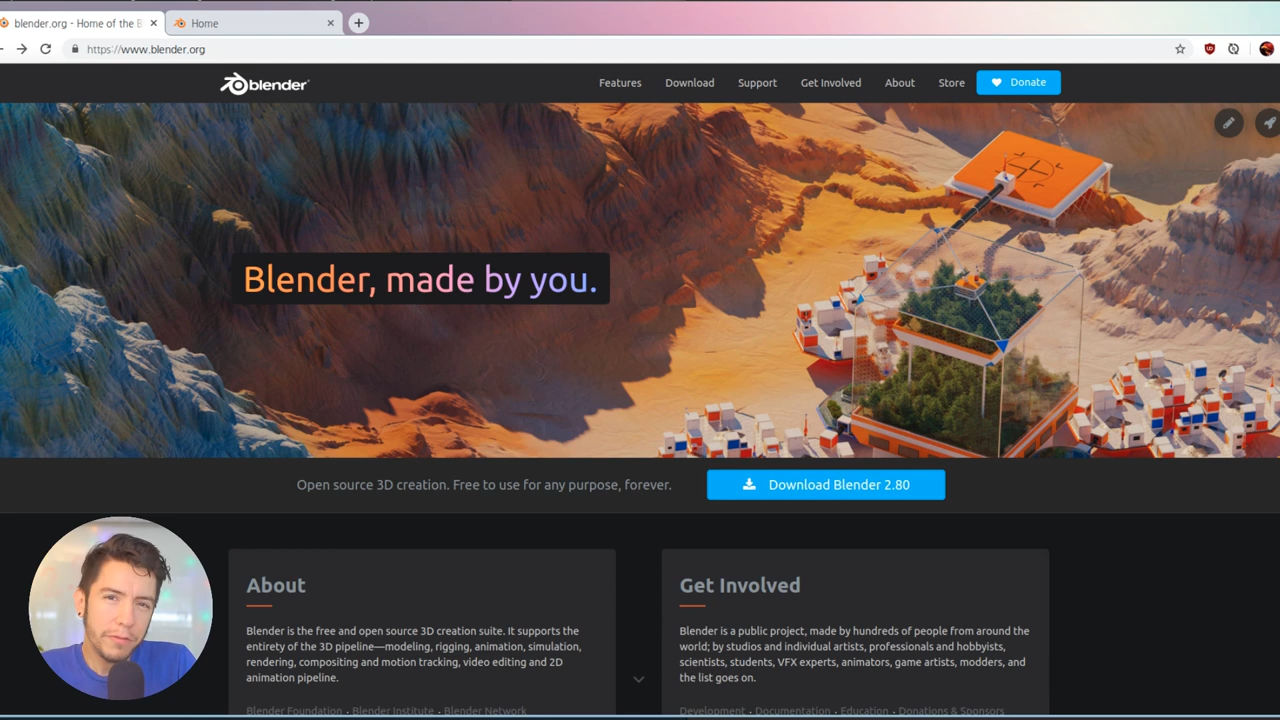 blender.org - Home of the B
Home
https://www.blender.org
blender
Features
Download
Support
Get Involved
About
Store
Donate
Blender, made by you.
Open source 3D creation. Free to use for any purpose, forever.
Download Blender 2.80
About
Blender is the free and open source 3D creation suite. It supports the
entirety of the 3D pipeline—modeling, rigging, animation, simulation,
rendering, compositing and motion tracking, video editing and 2D
animation pipeline.
Blender Foundation · Blender Institute · Blender Network
Get Involved
Blender is a public project, made by hundreds of people from around the
world; by studios and individual artists, professionals and hobbyists,
scientists, students, VFX experts, animators, game artists, modders, and
the list goes on.
Development · Documentation · Education · Donations & Sponsors